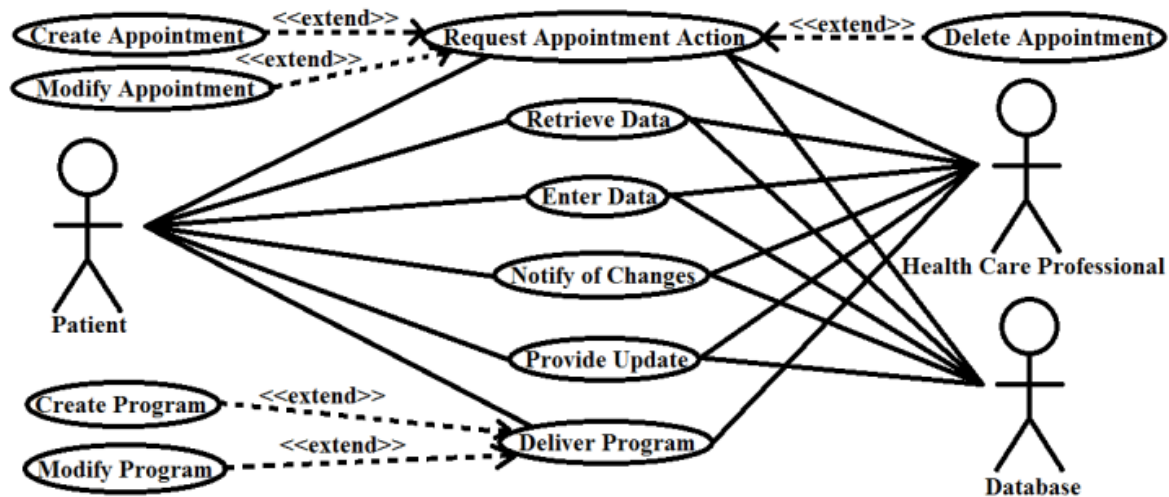 <<extend>>
<<extend>>
Create Appointment
Request Appointment Action
Delete Appointment
<<extend>>
Modify Appointment
Retrieve Data
Enter Data
Health Care Professional
Notify of Changes
Patient
Provide Update
<<extend>>
Create Program
<<extend>>
Deliver Program
Modify Program
Database